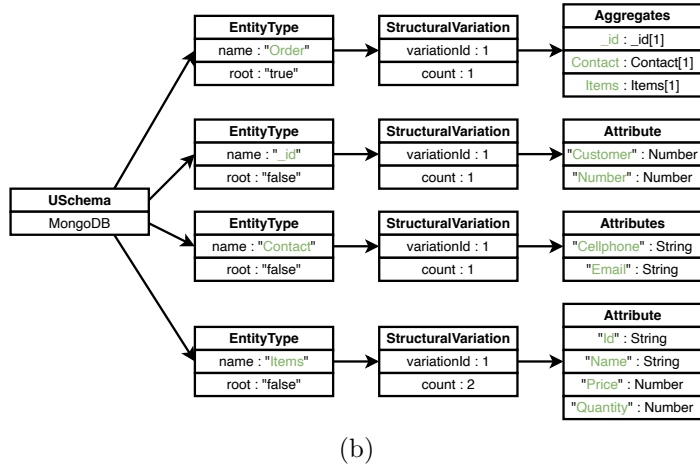 EntityType
name : "Order"
root : "true"
StructuralVariation
variationId : 1
count : 1
Aggregates
_id : _id[1]
Contact : Contact[1]
Items : Items[1]
EntityType
name : "_id"
root : "false"
StructuralVariation
variationId : 1
count : 1
Attribute
"Customer" : Number
"Number" : Number
USchema
MongoDB
EntityType
name : "Contact"
root : "false"
StructuralVariation
variationId : 1
count : 1
Attributes
"Cellphone" : String
"Email" : String
EntityType
name : "Items"
root : "false"
StructuralVariation
variationId : 1
count : 2
Attribute
"Id" : String
"Name" : String
"Price" : Number
"Quantity" : Number
(b)